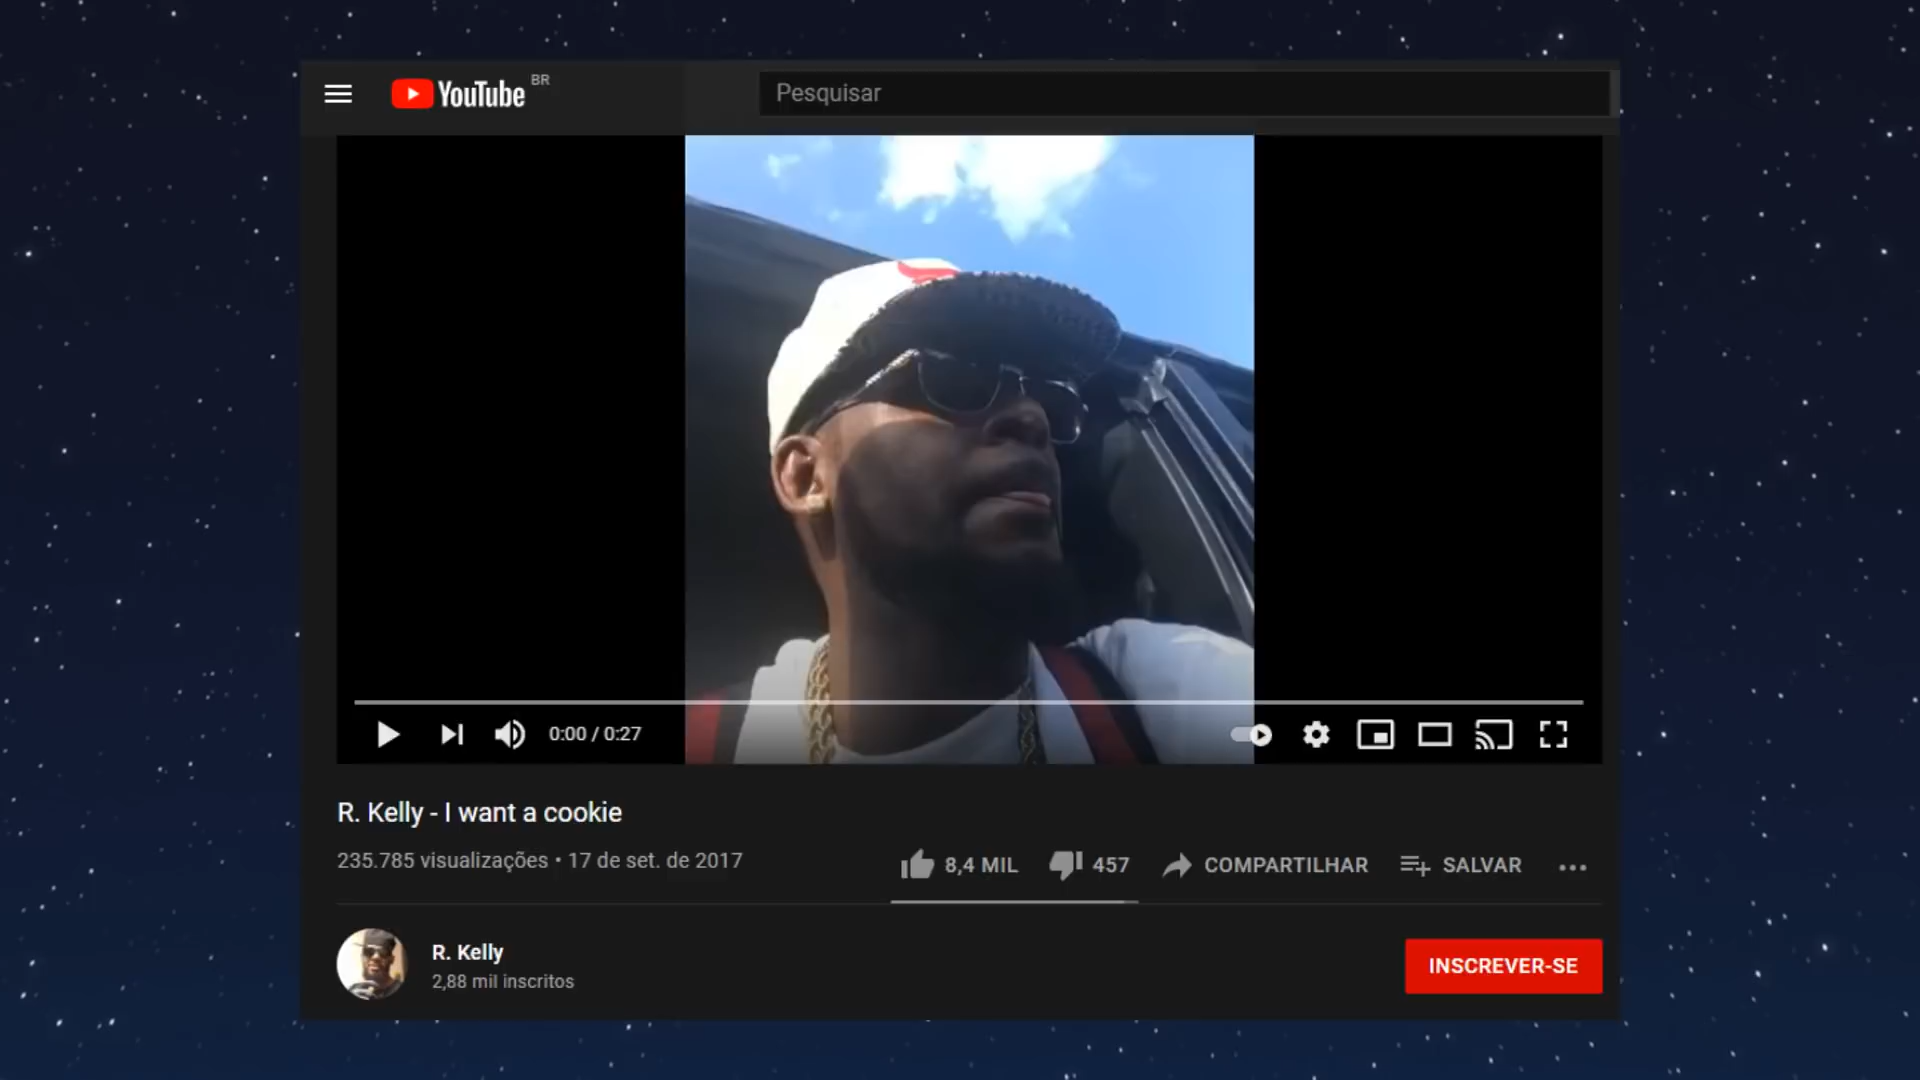 YouTube BR
Pesquisar
0:00 / 0:27
R. Kelly - I want a cookie
235.785 visualizações • 17 de set. de 2017
8,4 MIL 457 COMPARTILHAR SALVAR
R. Kelly
2,88 mil inscritos
INSCREVER-SE